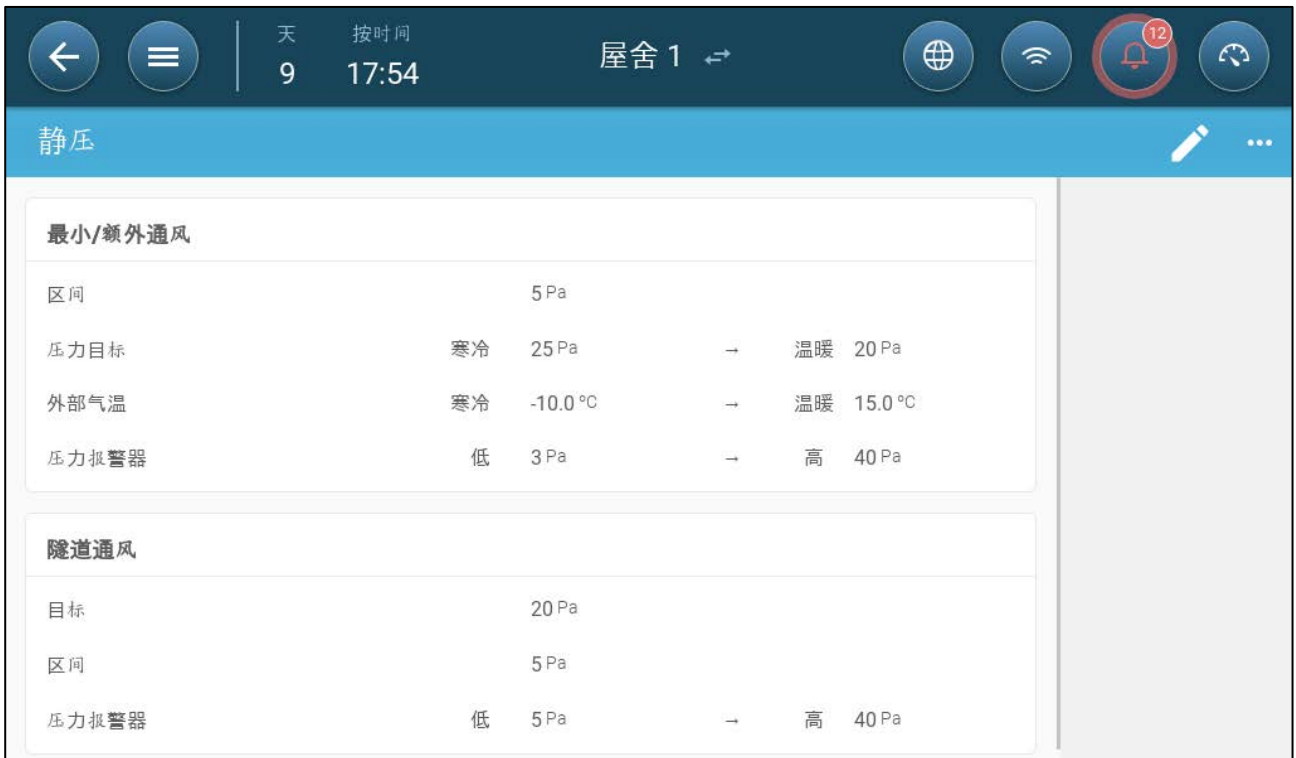 天 按时间
9 17:54 屋舍 1 12
静压
最小/额外通风
区间 5 Pa
压力目标 寒冷 25 Pa → 温暖 20 Pa
外部气温 寒冷 -10.0 ºC → 温暖 15.0 ºC
压力报警器 低 3 Pa → 高 40 Pa
隧道通风
目标 20 Pa
区间 5 Pa
压力报警器 低 5 Pa → 高 40 Pa